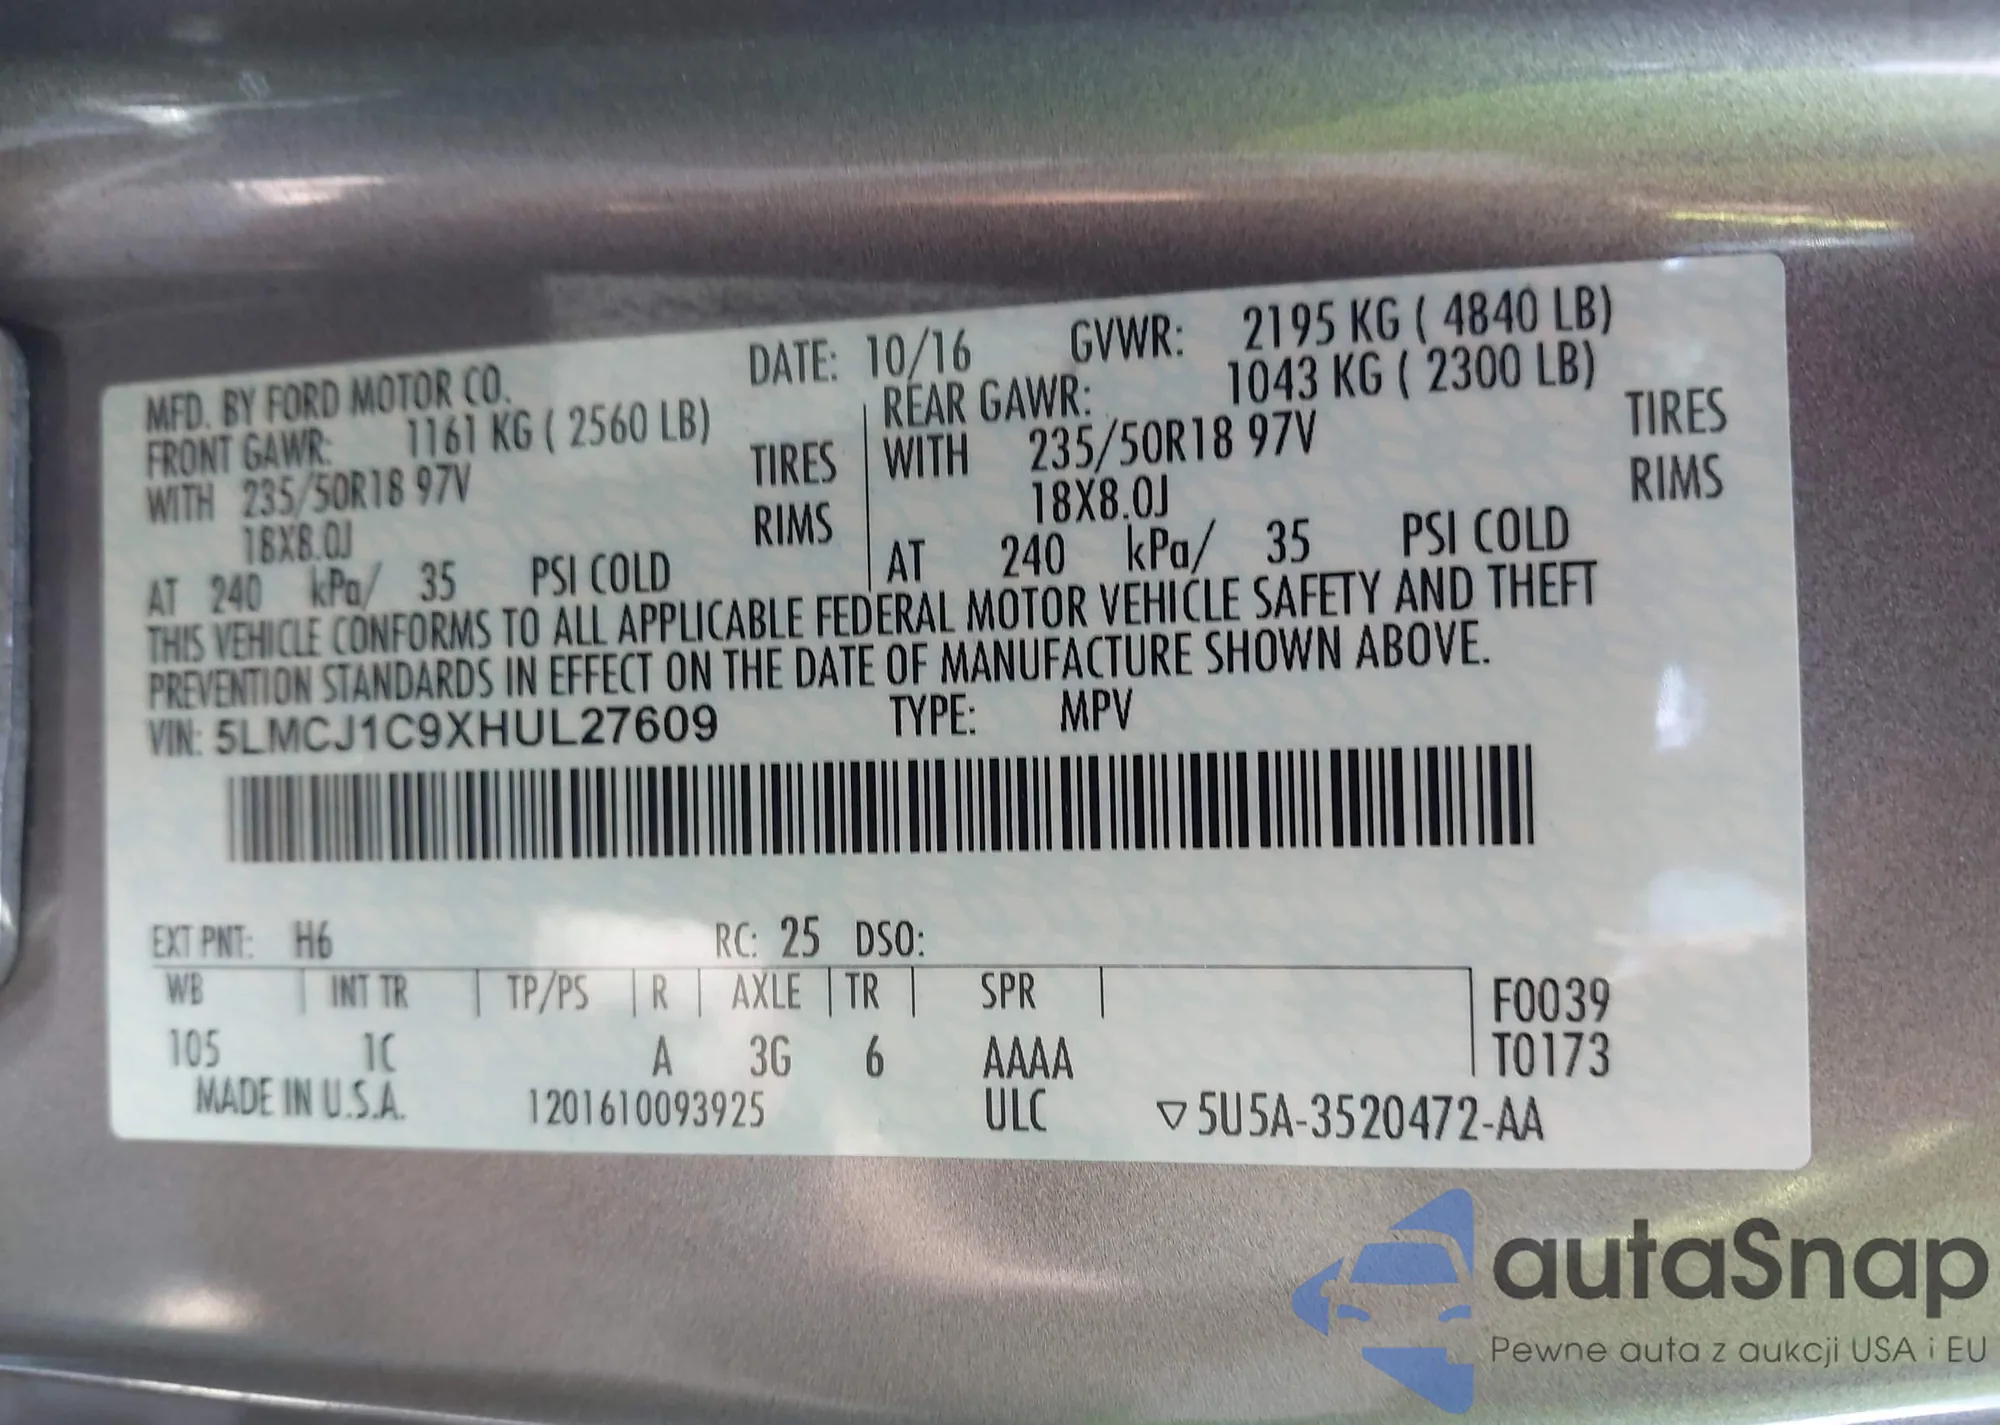 MFD. BY FORD MOTOR CO. DATE: 10/16 GVWR: 2195 KG ( 4840 LB)
FRONT GAWR: 1161 KG ( 2560 LB) REAR GAWR: 1043 KG ( 2300 LB)
WITH 235/50R18 97V TIRES WITH 235/50R18 97V TIRES
18X8.0J RIMS 18X8.0J RIMS
AT 240 kPa/ 35 PSI COLD AT 240 kPa/ 35 PSI COLD
THIS VEHICLE CONFORMS TO ALL APPLICABLE FEDERAL MOTOR VEHICLE SAFETY AND THEFT
PREVENTION STANDARDS IN EFFECT ON THE DATE OF MANUFACTURE SHOWN ABOVE.
VIN: 5LMCJ1C9XHUL27609 TYPE: MPV
EXT PNT: H6 RC: 25 DSO:
WB INT TR TP/PS R AXLE TR SPR F0039
105 1C A 3G 6 AAAA T0173
MADE IN U.S.A. 1201610093925 ULC ▽5U5A-3520472-AA
autaSnap
Pewne auta z aukcji USA i EU